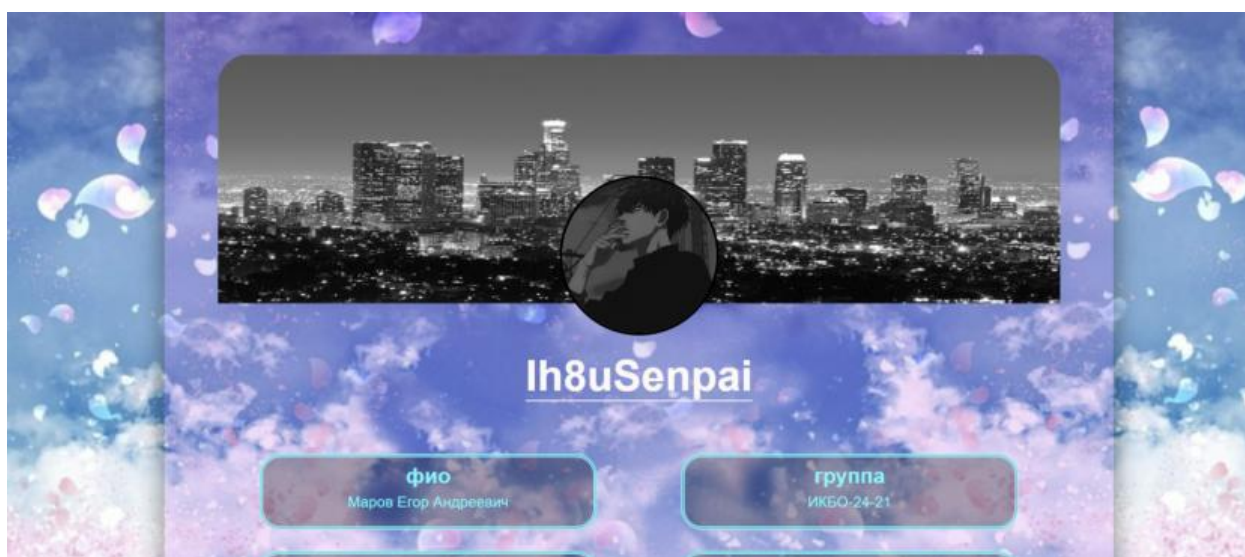 Ih8uSenpai
фио
Маров Егор Андреевич
группа
ИКБО-24-21